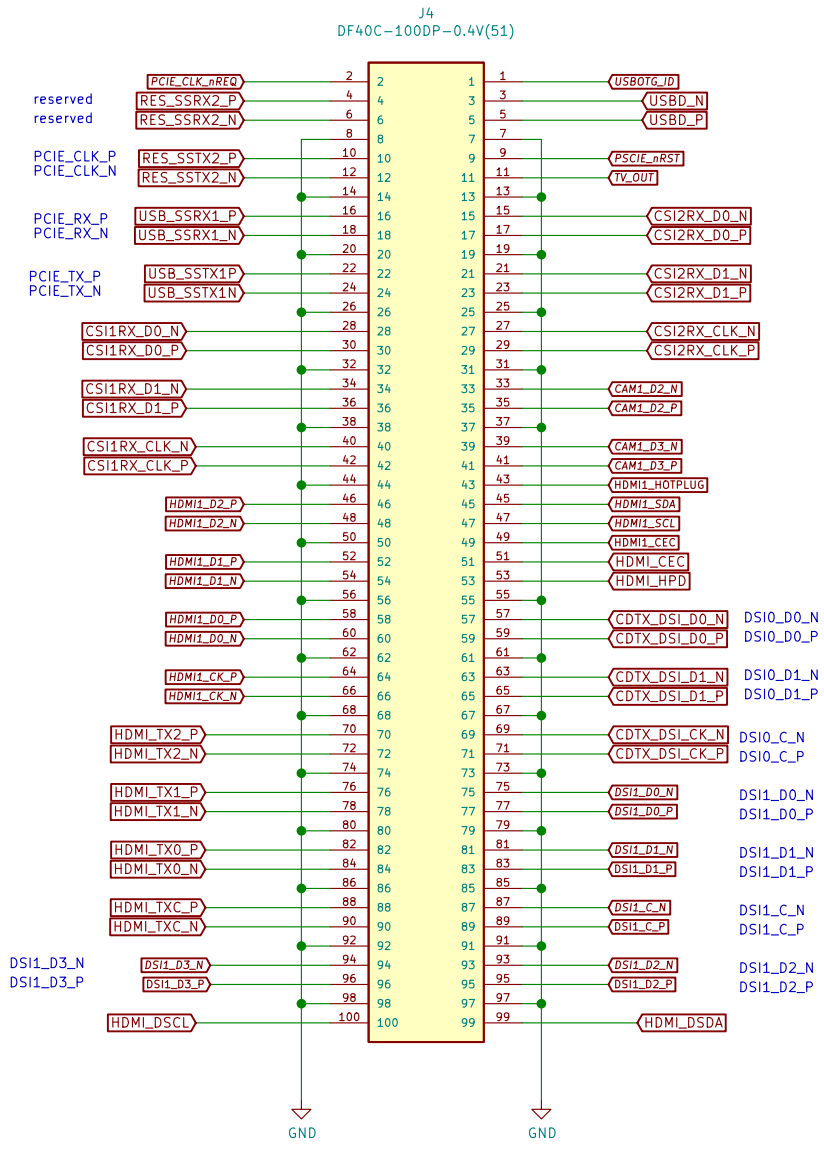 J4
DF40C-100DP-0.4V(51)
PCIE_CLK_nREQ 2 2 1 1 USBOTG_ID
reserved RES_SSRX2_P 4 4 3 3 USBD_N
reserved RES_SSRX2_N 6 6 5 5 USBD_P
8 8 7 7
PCIE_CLK_P RES_SSTX2_P 10 10 9 9 PSCIE_nRST
PCIE_CLK_N RES_SSTX2_N 12 12 11 11 TV_OUT
14 14 13 13
PCIE_RX_P USB_SSRX1_P 16 16 15 15 CSI2RX_D0_N
PCIE_RX_N USB_SSRX1_N 18 18 17 17 CSI2RX_D0_P
20 20 19 19
PCIE_TX_P USB_SSTX1P 22 22 21 21 CSI2RX_D1_N
PCIE_TX_N USB_SSTX1N 24 24 23 23 CSI2RX_D1_P
26 26 25 25
CSI1RX_D0_N 28 28 27 27 CSI2RX_CLK_N
CSI1RX_D0_P 30 30 29 29 CSI2RX_CLK_P
32 32 31 31
CSI1RX_D1_N 34 34 33 33 CAM1_D2_N
CSI1RX_D1_P 36 36 35 35 CAM1_D2_P
38 38 37 37
CSI1RX_CLK_N 40 40 39 39 CAM1_D3_N
CSI1RX_CLK_P 42 42 41 41 CAM1_D3_P
44 44 43 43 HDMI1_HOTPLUG
HDMI1_D2_P 46 46 45 45 HDMI1_SDA
HDMI1_D2_N 48 48 47 47 HDMI1_SCL
50 50 49 49 HDMI1_CEC
HDMI1_D1_P 52 52 51 51 HDMI_CEC
HDMI1_D1_N 54 54 53 53 HDMI_HPD
56 56 55 55
HDMI1_D0_P 58 58 57 57 CDTX_DSI_D0_N DSI0_D0_N
HDMI1_D0_N 60 60 59 59 CDTX_DSI_D0_P DSI0_D0_P
62 62 61 61
HDMI1_CK_P 64 64 63 63 CDTX_DSI_D1_N DSI0_D1_N
HDMI1_CK_N 66 66 65 65 CDTX_DSI_D1_P DSI0_D1_P
68 68 67 67
HDMI_TX2_P 70 70 69 69 CDTX_DSI_CK_N DSI0_C_N
HDMI_TX2_N 72 72 71 71 CDTX_DSI_CK_P DSI0_C_P
74 74 73 73
HDMI_TX1_P 76 76 75 75 DSI1_D0_N DSI1_D0_N
HDMI_TX1_N 78 78 77 77 DSI1_D0_P DSI1_D0_P
80 80 79 79
HDMI_TX0_P 82 82 81 81 DSI1_D1_N DSI1_D1_N
HDMI_TX0_N 84 84 83 83 DSI1_D1_P DSI1_D1_P
86 86 85 85
HDMI_TXC_P 88 88 87 87 DSI1_C_N DSI1_C_N
HDMI_TXC_N 90 90 89 89 DSI1_C_P DSI1_C_P
92 92 91 91
DSI1_D3_N DSI1_D3_N 94 94 93 93 DSI1_D2_N DSI1_D2_N
DSI1_D3_P DSI1_D3_P 96 96 95 95 DSI1_D2_P DSI1_D2_P
98 98 97 97
HDMI_DSCL 100 100 99 99 HDMI_DSDA
GND GND